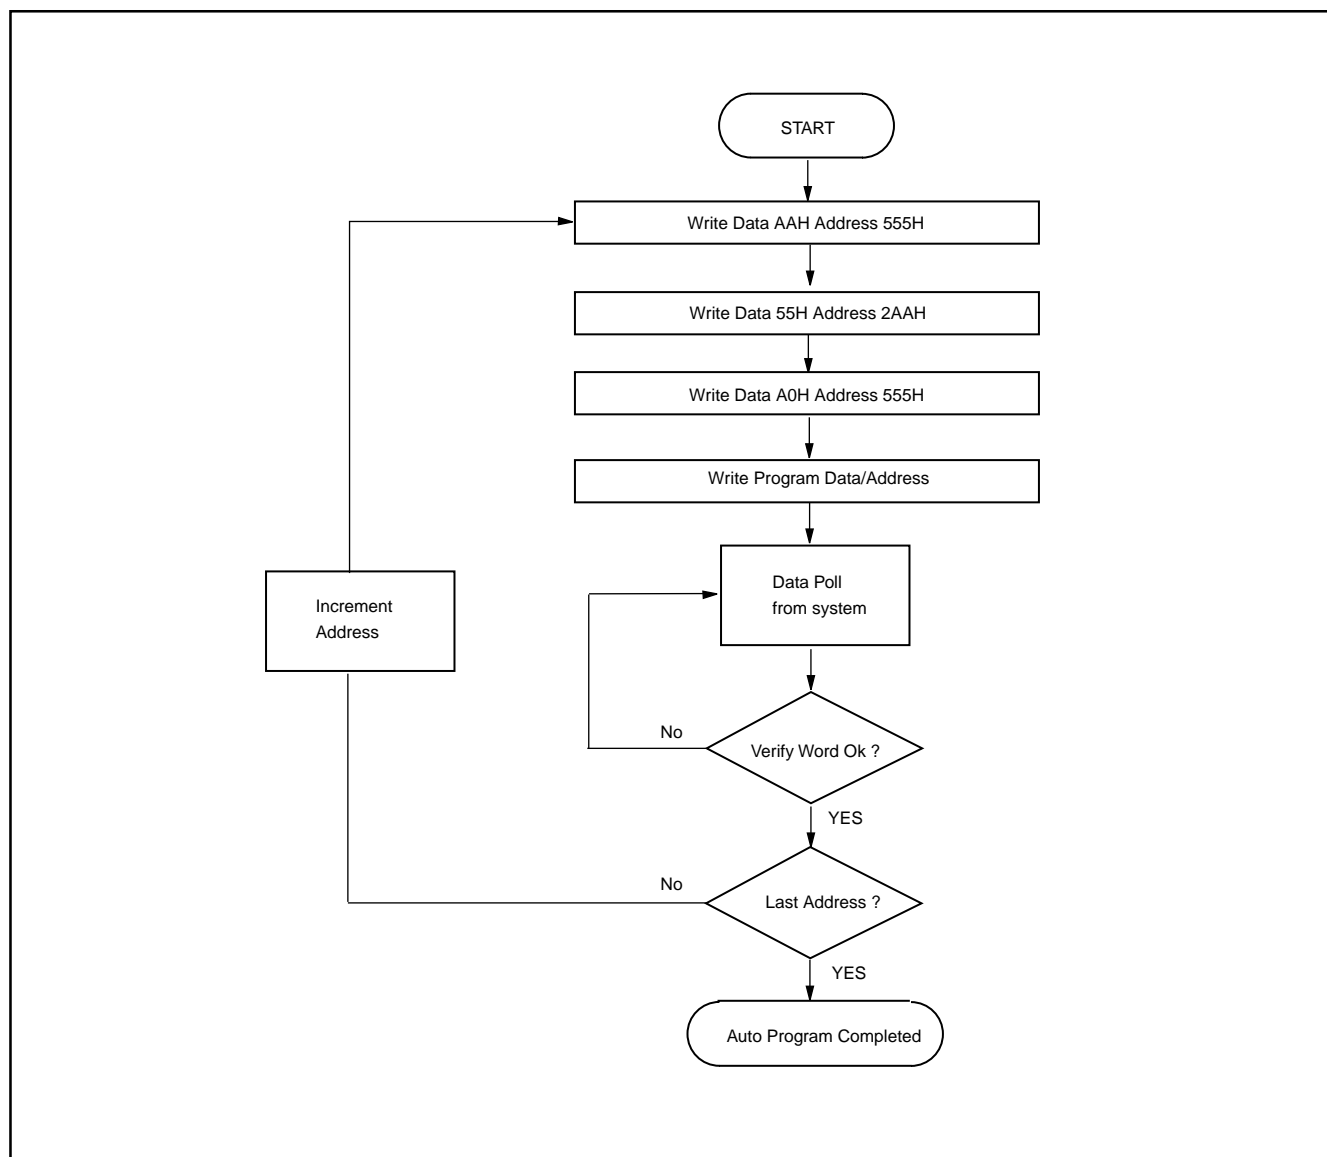 START
Write Data AAH Address 555H
Write Data 55H Address 2AAH
Write Data A0H Address 555H
Write Program Data/Address
Data Poll
from system
Increment
Address
No
Verify Word Ok ?
YES
No
Last Address ?
YES
Auto Program Completed